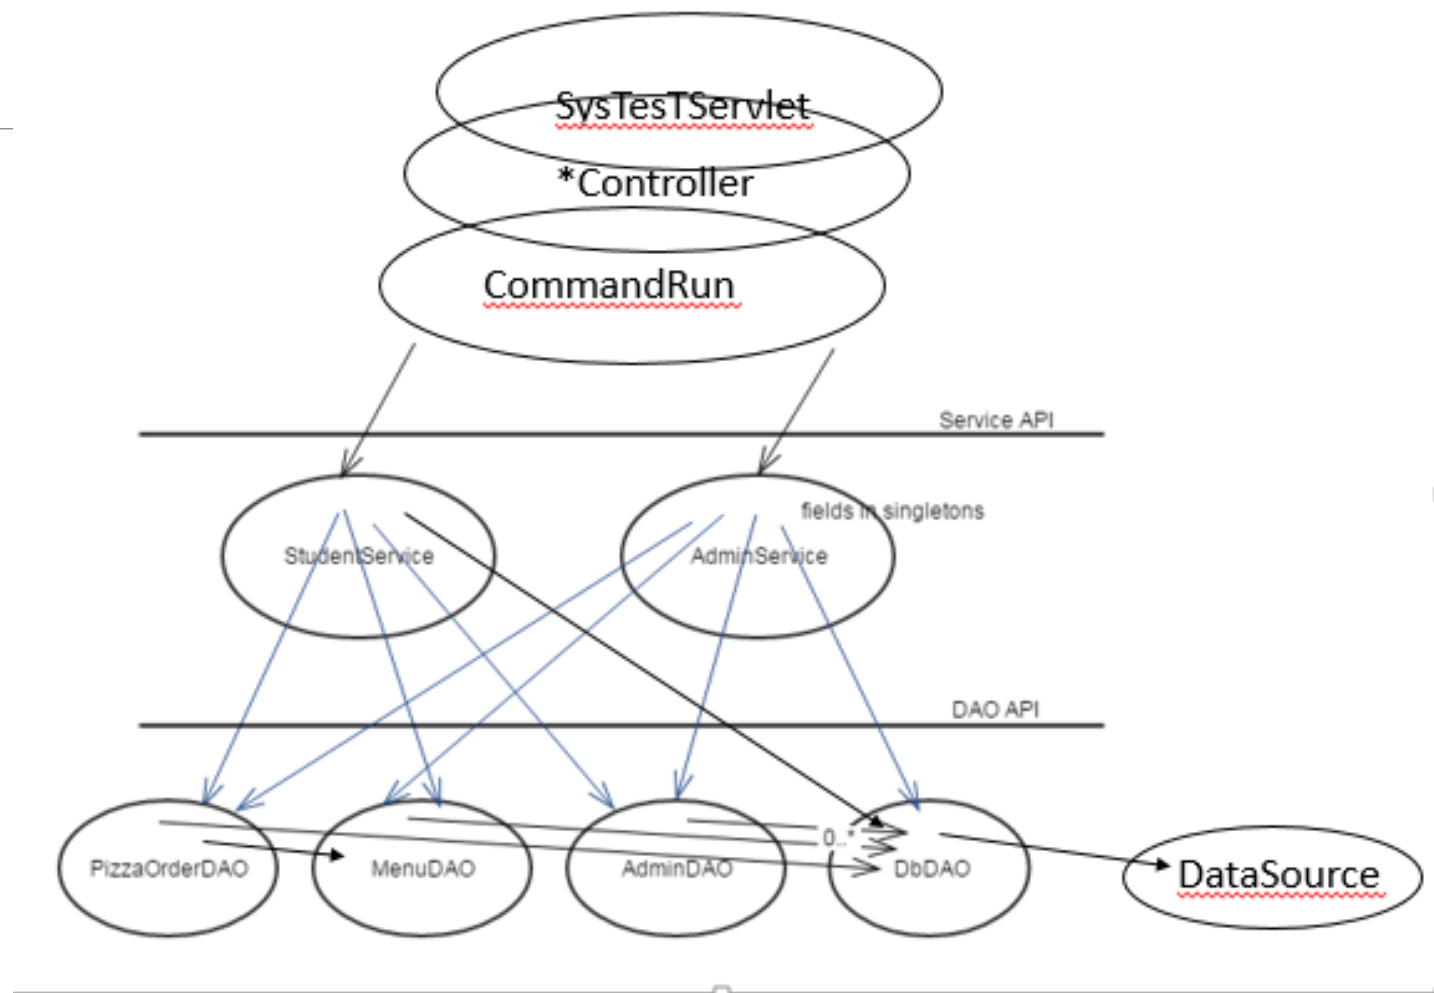 SysTesTServlet
*Controller
CommandRun
Service API
fields in singletons
StudentService
AdminService
DAO API
0..*
PizzaOrderDAO
MenuDAO
AdminDAO
DbDAO
DataSource